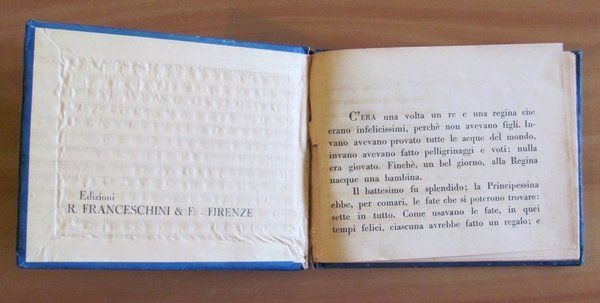 Edizioni
R. FRANCESCHINI & F. - FIRENZE
C'ERA una volta un re e una regina che
erano infelicissimi, perchè non avevano figli. In-
vano avevano provato tutte le acque del mondo,
invano avevano fatto pelligrinaggi e voti; nulla
era giovato. Finchè, un bel giorno, alla Regina
nacque una bambina.
Il battesimo fu splendido; la Principessina
ebbe, per comari, le fate che si poterono trovare:
sette in tutto. Come usavano le fate, in quei
tempi felici, ciascuna avrebbe fatto un regalo; e